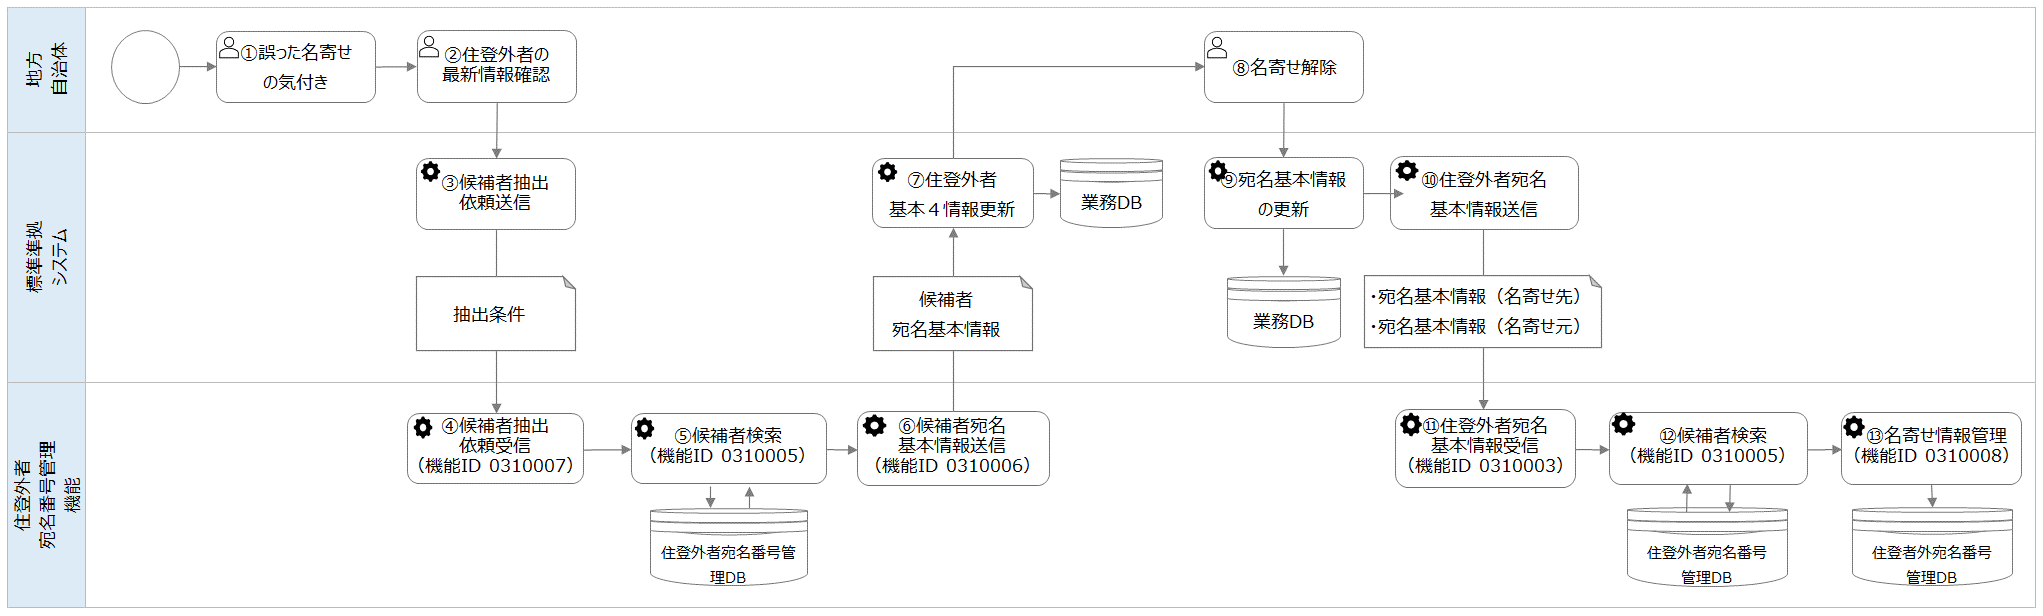 地方
自治体
①誤った名寄せ
の気付き
②住登外者の
最新情報確認
⑧名寄せ解除
標準準拠
システム
③候補者抽出
依頼送信
抽出条件
⑦住登外者
基本４情報更新
業務DB
候補者
宛名基本情報
⑨宛名基本情報
の更新
業務DB
⑩住登外者宛名
基本情報送信
・宛名基本情報（名寄せ先）
・宛名基本情報（名寄せ元）
住登外者
宛名番号管理
機能
④候補者抽出
依頼受信
（機能ID 0310007）
⑤候補者検索
（機能ID 0310005）
住登外者宛名番号管
理DB
⑥候補者宛名
基本情報送信
（機能ID 0310006）
⑪住登外者宛名
基本情報受信
（機能ID 0310003）
⑫候補者検索
（機能ID 0310005）
住登外者宛名番号
管理DB
⑬名寄せ情報管理
（機能ID 0310008）
住登者外宛名番号
管理DB